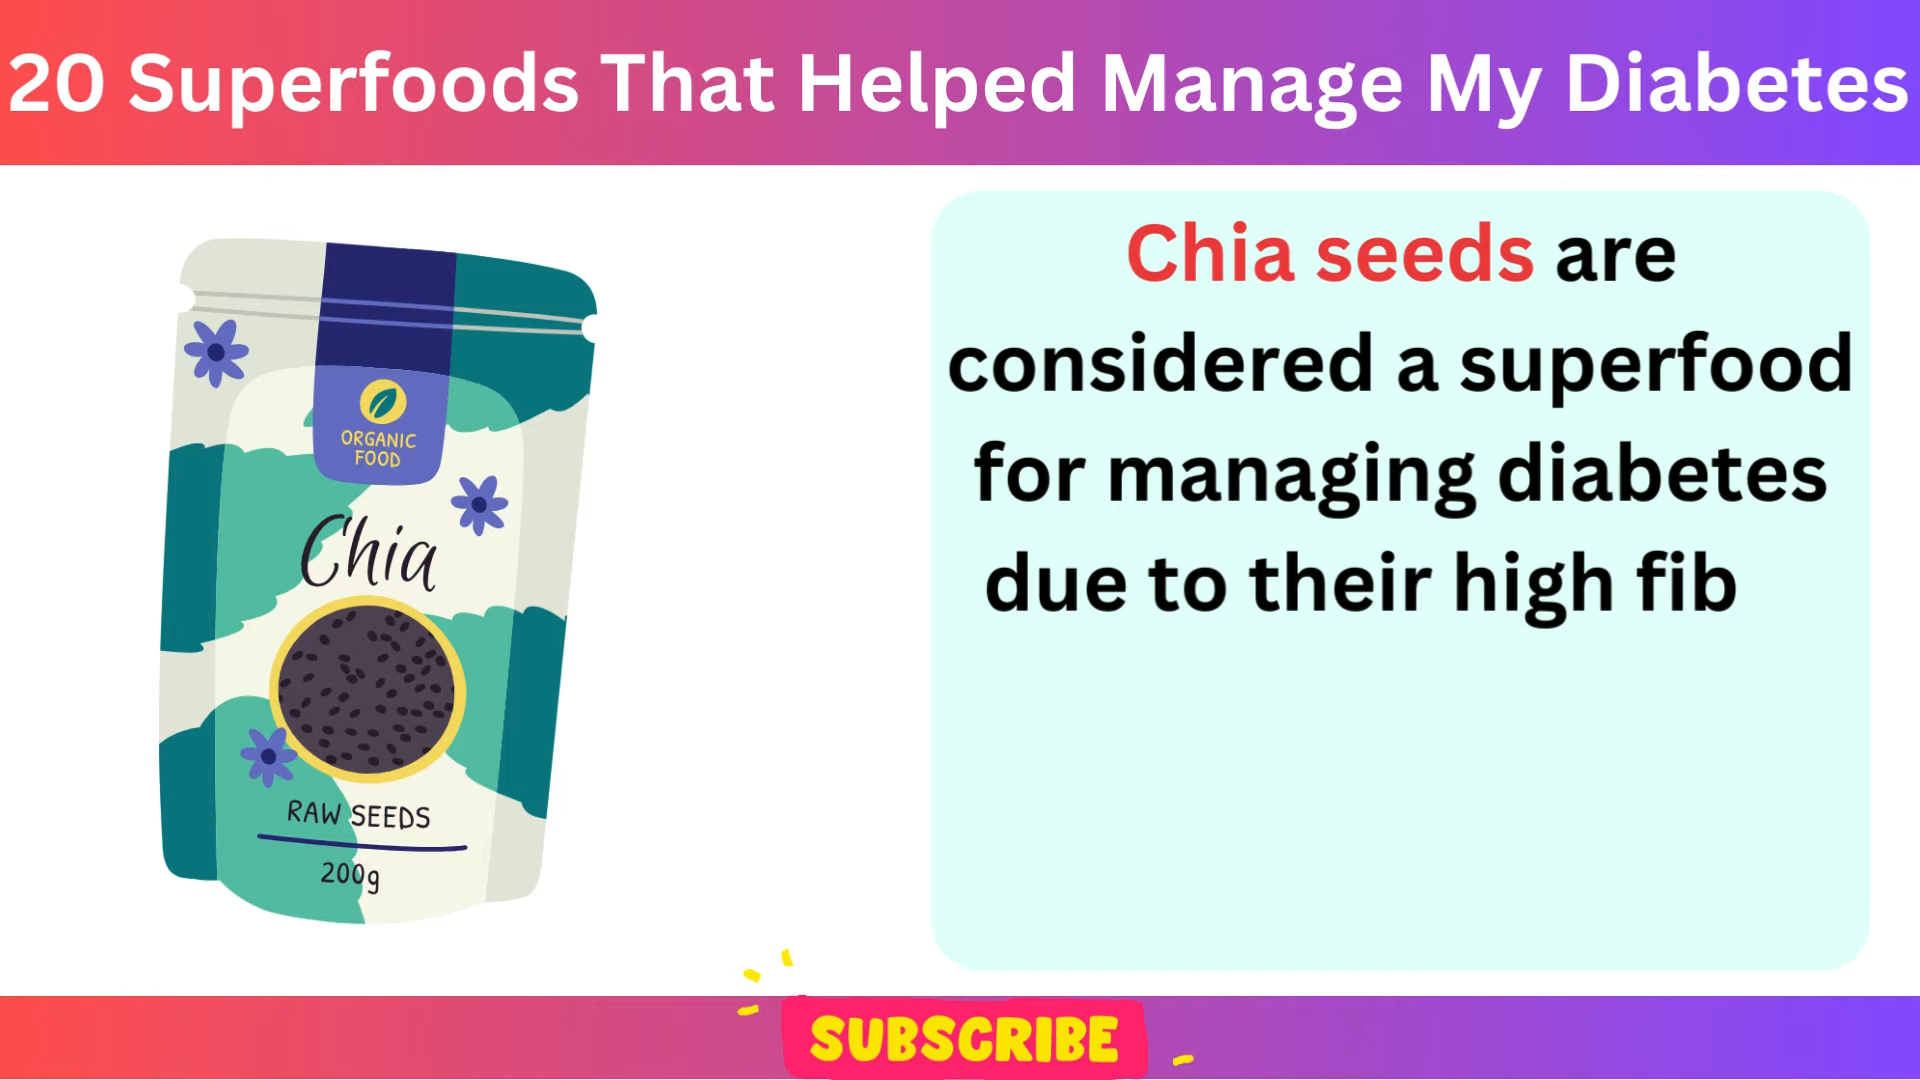 20 Superfoods That Helped Manage My Diabetes
ORGANIC
FOOD
Chia
RAW SEEDS
200g
Chia seeds are
considered a superfood
for managing diabetes
due to their high fib
SUBSCRIBE